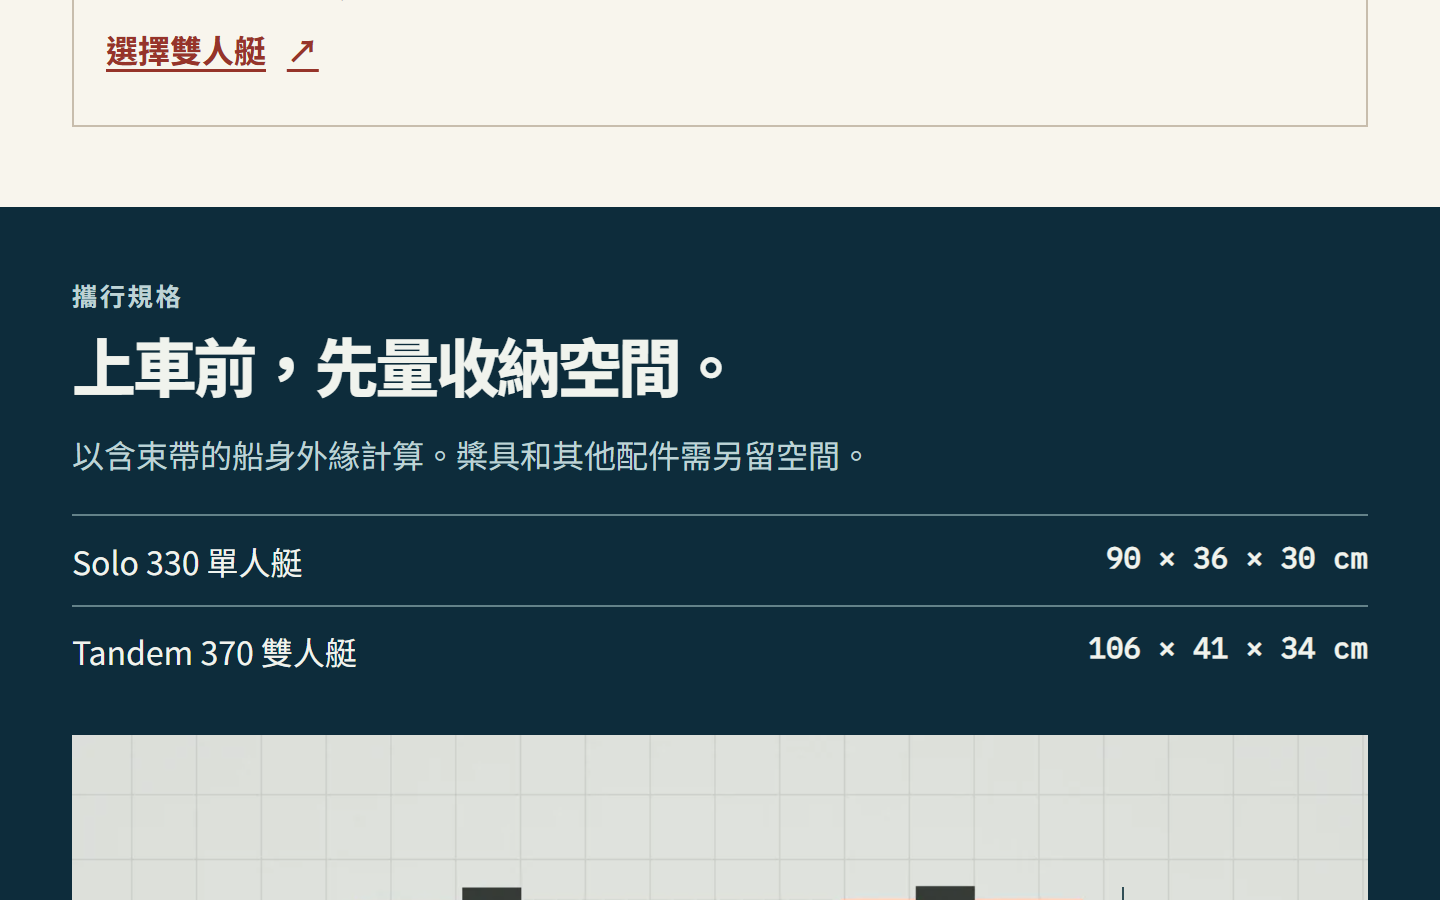 選擇雙人艇 ↗
攜行規格
上車前，先量收納空間。
以含束帶的船身外緣計算。槳具和其他配件需另留空間。
Solo 330 單人艇 90 × 36 × 30 cm
Tandem 370 雙人艇 106 × 41 × 34 cm